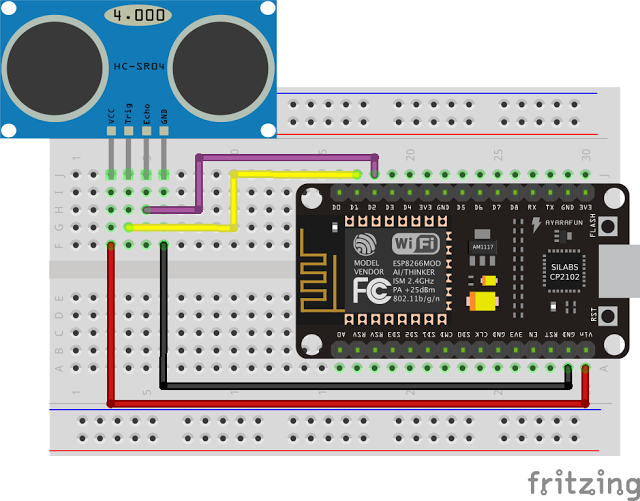 4.000
HC-SR04
VCC
Trig
Echo
GND
1
20
25
30
J
J
I
H
G
F
D0 D1 D2 D3 D4 3V3 GND D5 D6 D7 D8 RX TX GND 3V3
AYARAFUN
FLASH
WiFi
MODEL
VENDOR
ESP8266MOD
AI/THINKER
ISM 2.4GHz
PA +25dBm
802.11b/g/n
FC
AM1117
SILABS
CP2102
RST
A0 RSV RSV SD3 SD2 SD1 CMD SD0 CLK GND 3V3 EN RST GND Vin
E
D
C
B
A
A
1
5
10
fritzing